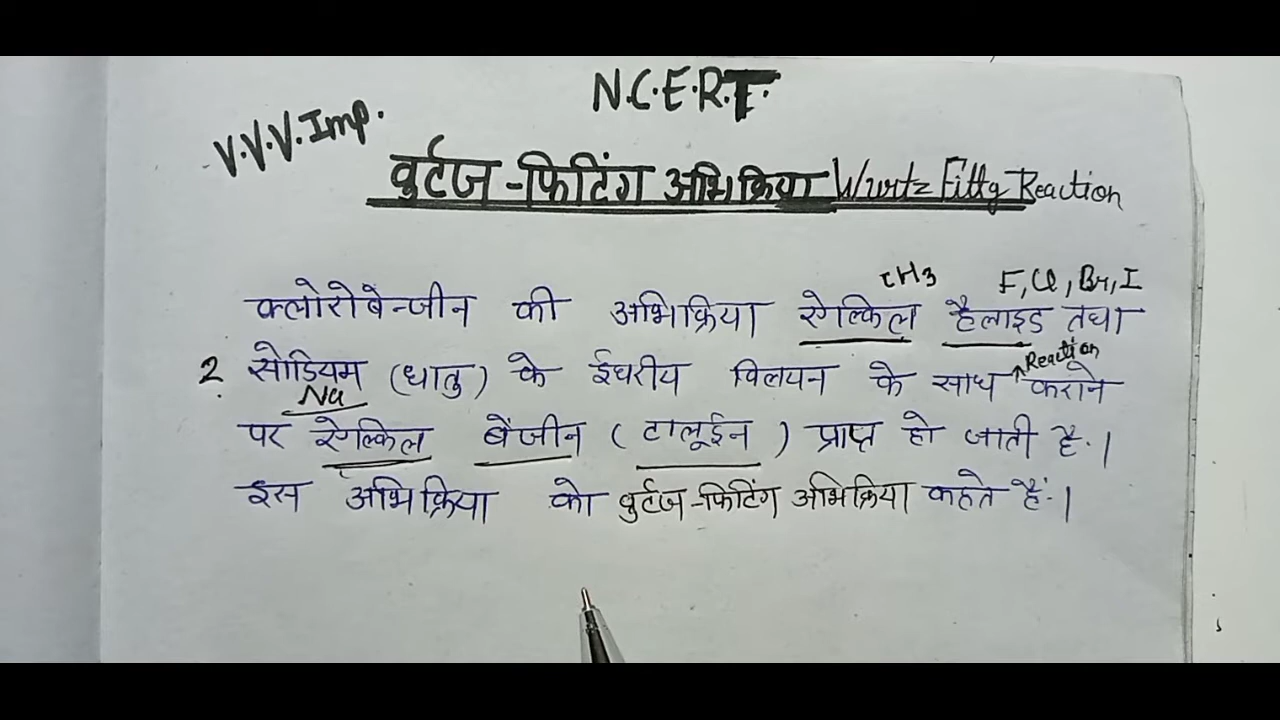 N.C.E.R.T.
V.V.V.Imp.
वुर्टज-फिटिंग अभिक्रिया Wurtz Fittg Reaction
CH3 F, Cl, Br, I
क्लोरोबेन्जीन की अभिक्रिया ऐल्किल हैलाइड तथा
Reaction
2 सोडियम (धातु) के ईथरीय विलयन के साथ कराने
Na
पर ऐल्किल बेंजीन (टालूईन) प्राप्त हो जाती है।
इस अभिक्रिया को वुर्टज-फिटिंग अभिक्रिया कहते हैं।